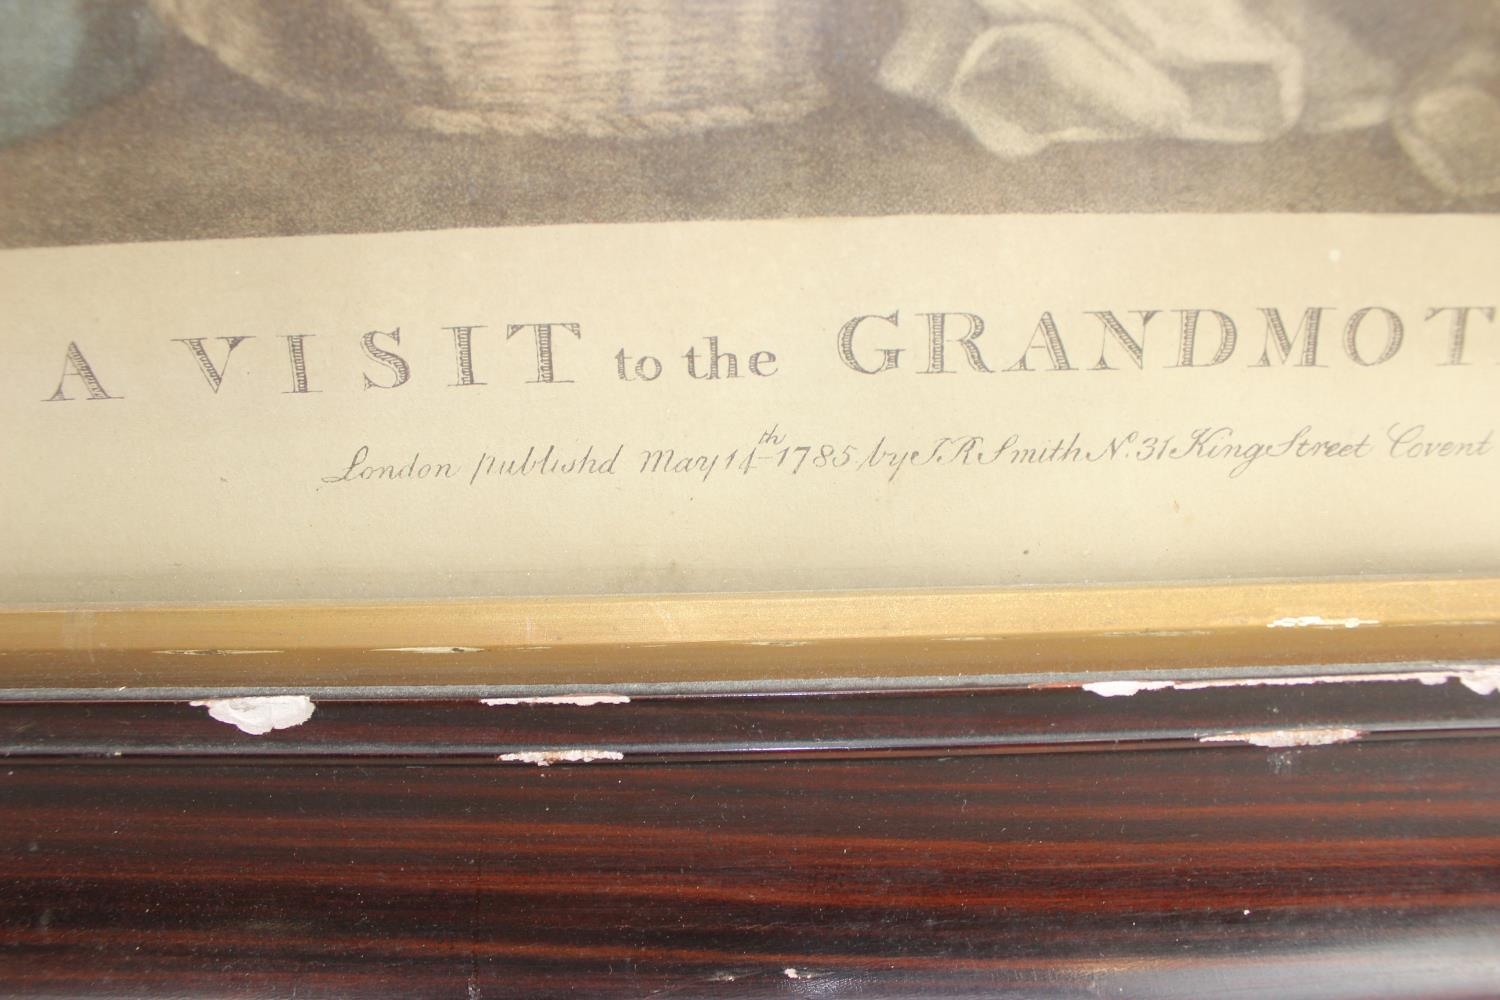 A VISIT to the GRANDMOT
London publishd May 14th 1785 by J.R Smith No. 31 King Street Covent